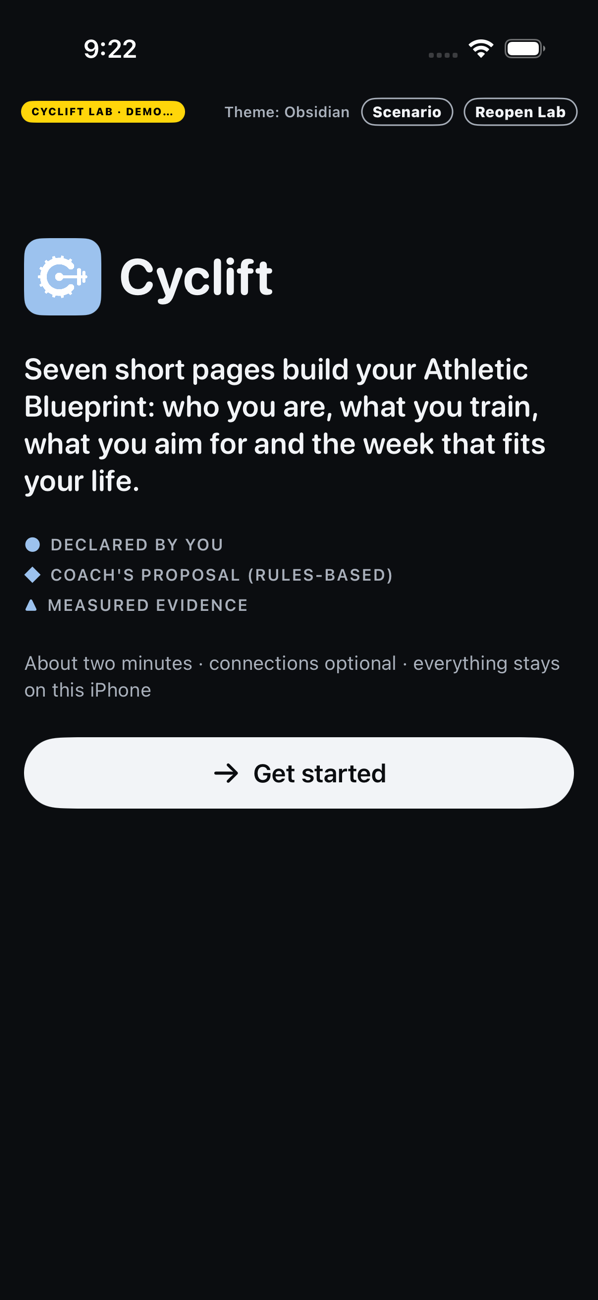 9:22
CYCLIFT LAB · DEMO…
Theme: Obsidian
Scenario
Reopen Lab
Cyclift
Seven short pages build your Athletic
Blueprint: who you are, what you train,
what you aim for and the week that fits
your life.
DECLARED BY YOU
COACH'S PROPOSAL (RULES-BASED)
MEASURED EVIDENCE
About two minutes · connections optional · everything stays
on this iPhone
Get started